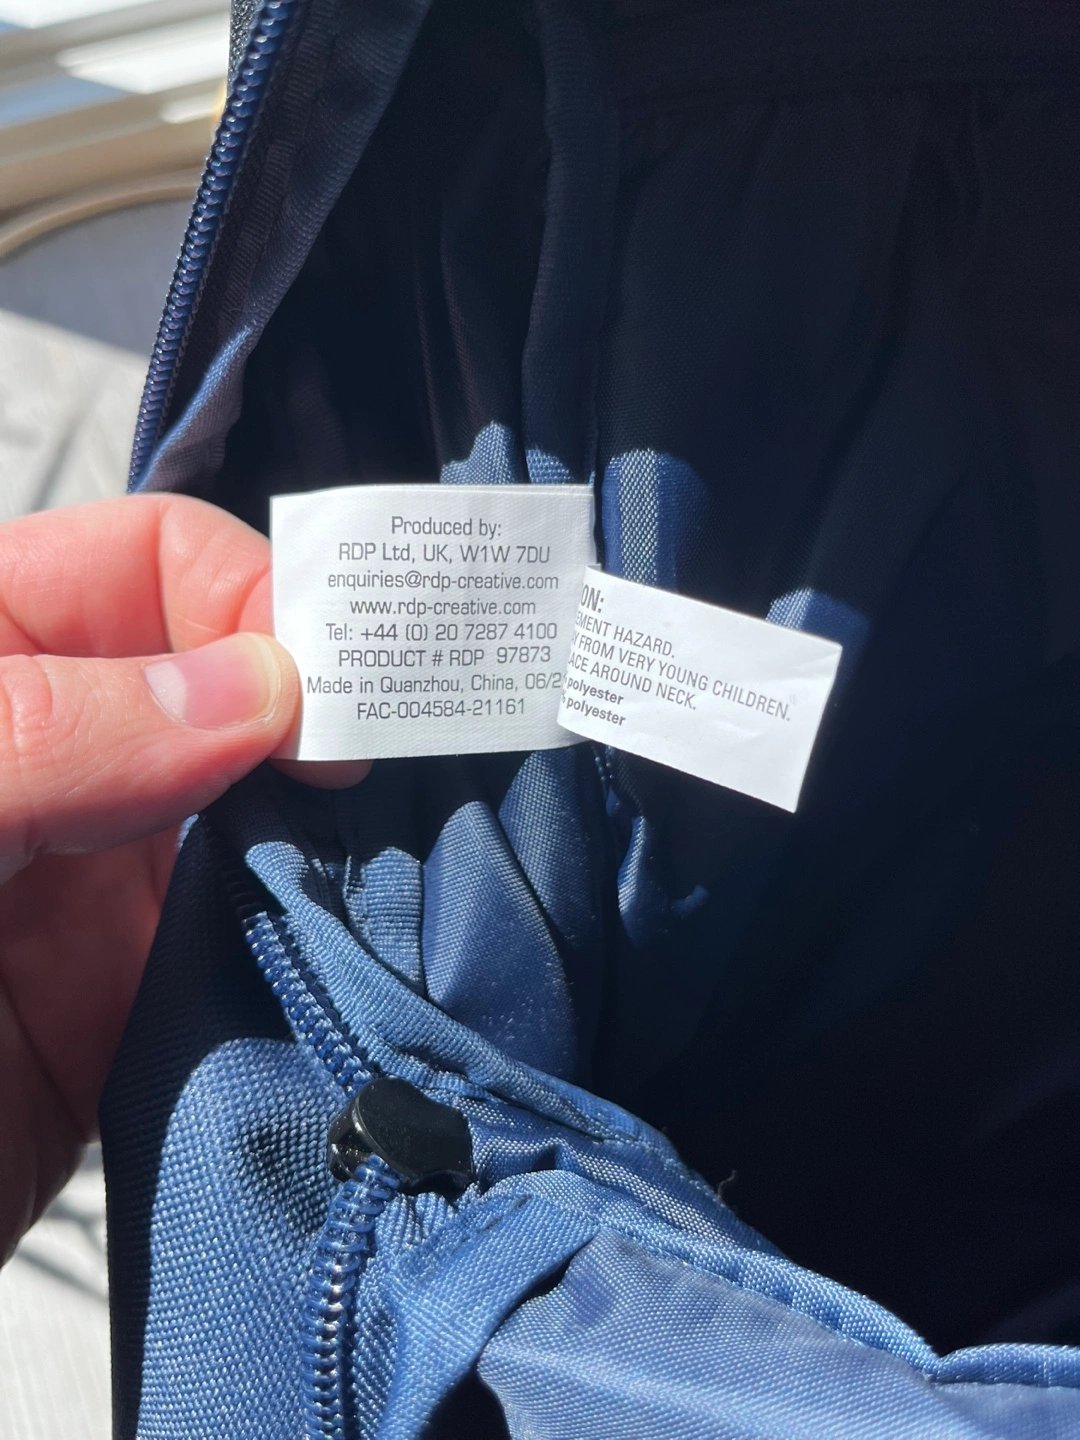 Produced by:
RDP Ltd, UK, W1W 7DU
enquiries@rdp-creative.com
www.rdp-creative.com
Tel: +44 (0) 20 7287 4100
PRODUCT # RDP 97873
Made in Quanzhou, China, 06/2
FAC-004584-21161
ON:
EMENT HAZARD.
Y FROM VERY YOUNG CHILDREN.
ACE AROUND NECK.
% polyester
% polyester